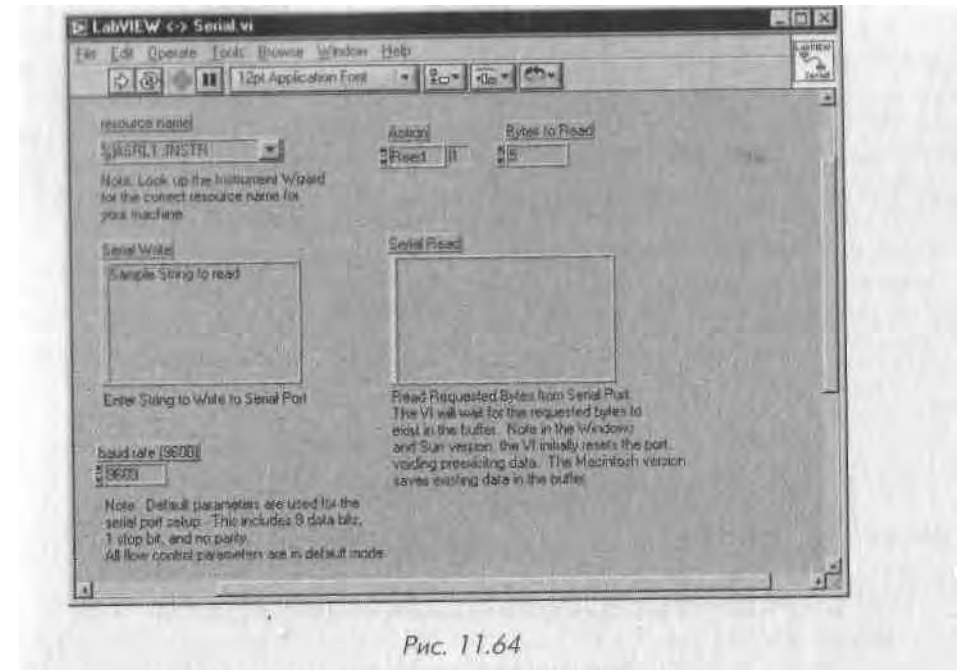 LabVIEW <-> Serial.vi
File Edit Operate Tools Browse Window Help
12pt Application Font
LabVIEW
Serial
resource name
ASRL1::INSTR
Note: Look up the Instrument Wizard
for the correct resource name for
your machine.
Action
Read 1
Bytes to Read
5
Serial Write
Sample String to read
Enter String to Write to Serial Port
Serial Read
Read Requested Bytes from Serial Port.
The VI will wait for the requested bytes to
exist in the buffer. Note in the Windows
and Sun version, the VI initially resets the port,
voiding preexisitng data. The Macintosh version
saves existing data in the buffer.
baud rate (9600)
9600
Note: Default parameters are used for the
serial port setup. This includes 8 data bits,
1 stop bit, and no parity.
All flow control parameters are in default mode.
Рис. 11.64